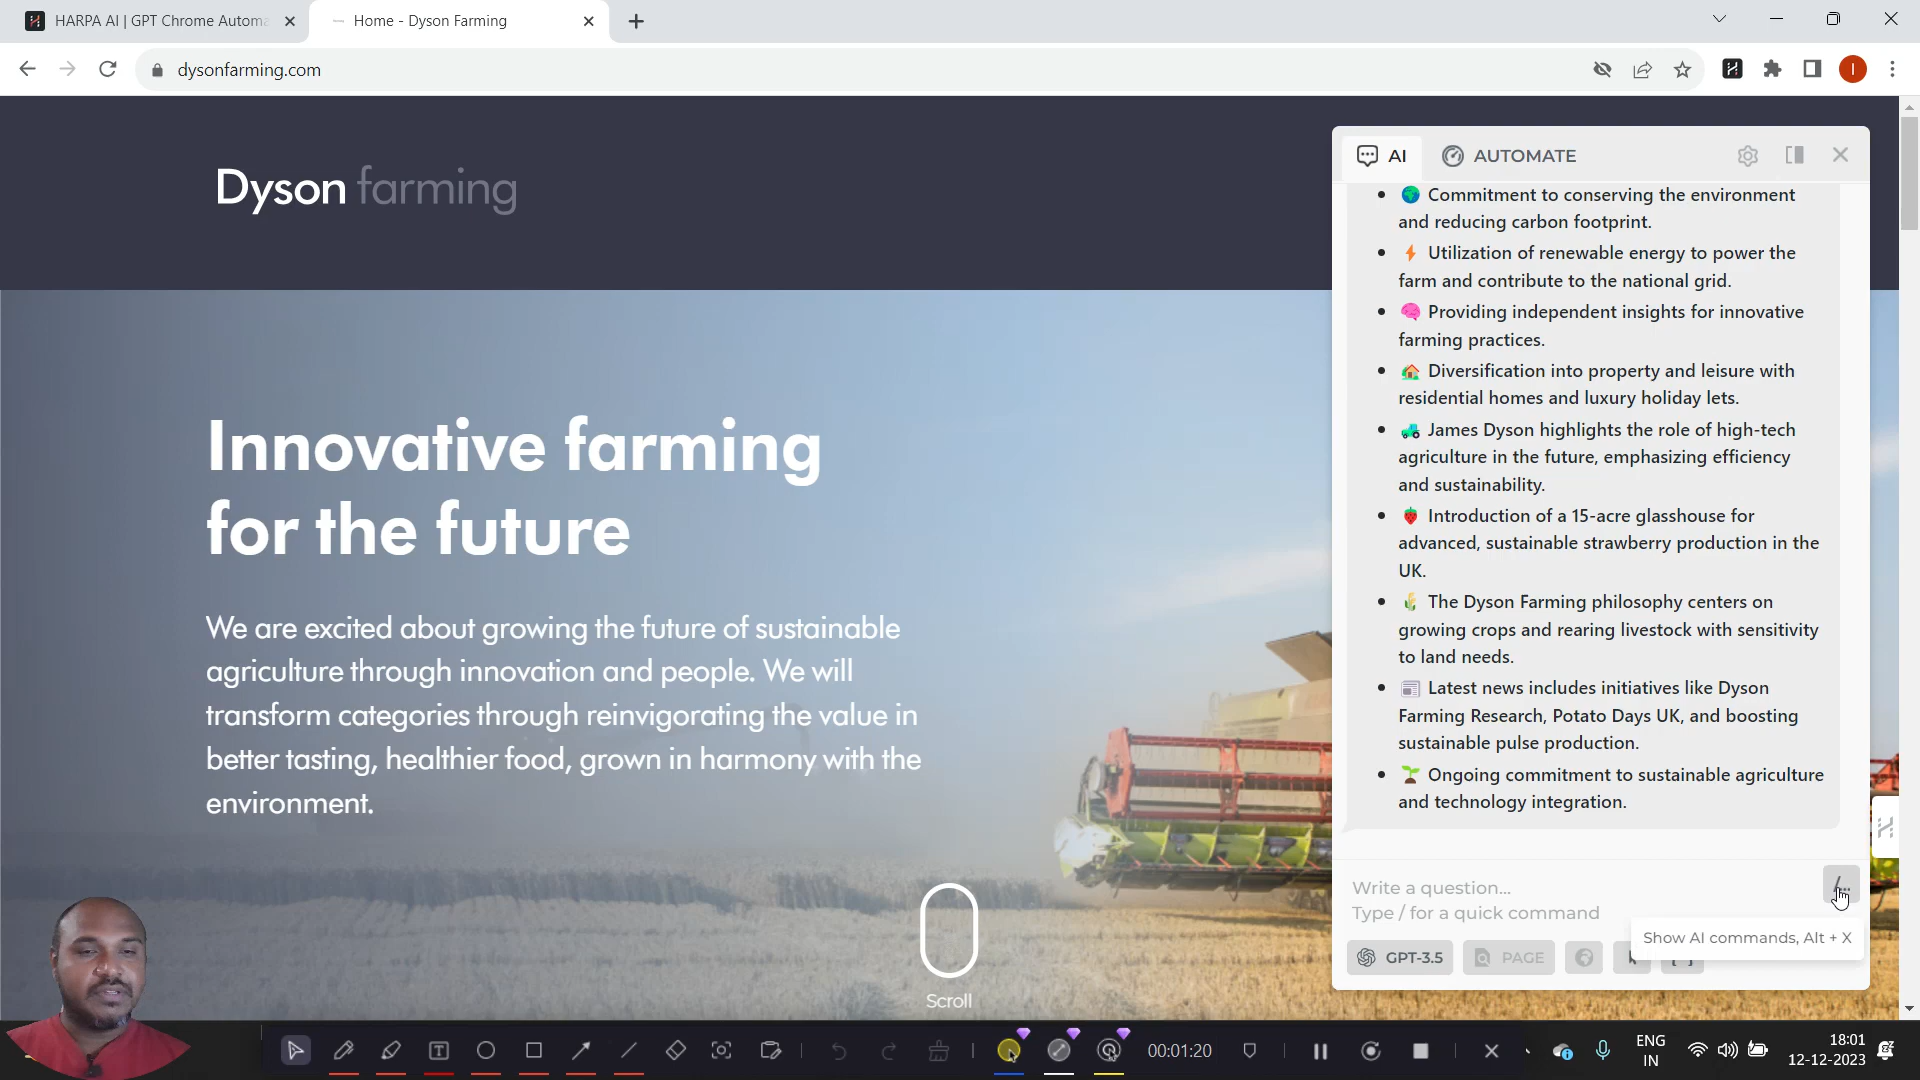 HARPA AI | GPT Chrome Automa
Home - Dyson Farming
dysonfarming.com
I
Dyson farming
Innovative farming
for the future
We are excited about growing the future of sustainable
agriculture through innovation and people. We will
transform categories through reinvigorating the value in
better tasting, healthier food, grown in harmony with the
environment.
Scroll
AI
AUTOMATE
• 🌍 Commitment to conserving the environment
and reducing carbon footprint.
• ⚡ Utilization of renewable energy to power the
farm and contribute to the national grid.
• 🧠 Providing independent insights for innovative
farming practices.
• 🏡 Diversification into property and leisure with
residential homes and luxury holiday lets.
• 🚜 James Dyson highlights the role of high-tech
agriculture in the future, emphasizing efficiency
and sustainability.
• 🍓 Introduction of a 15-acre glasshouse for
advanced, sustainable strawberry production in the
UK.
• 🌾 The Dyson Farming philosophy centers on
growing crops and rearing livestock with sensitivity
to land needs.
• 📰 Latest news includes initiatives like Dyson
Farming Research, Potato Days UK, and boosting
sustainable pulse production.
• 🌱 Ongoing commitment to sustainable agriculture
and technology integration.
Write a question...
Type / for a quick command
Show AI commands, Alt + X
GPT-3.5
PAGE
00:01:20
ENG
IN
18:01
12-12-2023